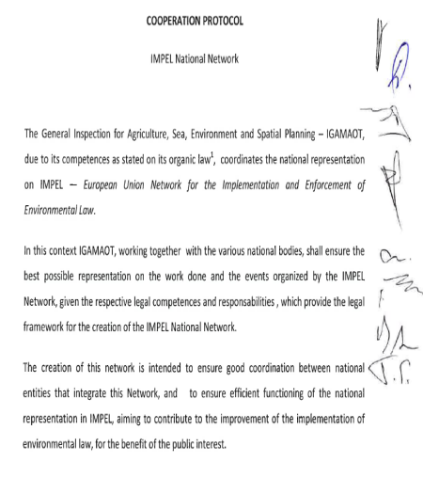 COOPERATION PROTOCOL
IMPEL National Network
The General Inspection for Agriculture, Sea, Environment and Spatial Planning – IGAMAOT,
due to its competences as stated on its organic law¹, coordinates the national representation
on IMPEL – European Union Network for the Implementation and Enforcement of
Environmental Law.
In this context IGAMAOT, working together with the various national bodies, shall ensure the
best possible representation on the work done and the events organized by the IMPEL
Network, given the respective legal competences and responsabilities , which provide the legal
framework for the creation of the IMPEL National Network.
The creation of this network is intended to ensure good coordination between national
entities that integrate this Network, and to ensure efficient functioning of the national
representation in IMPEL, aiming to contribute to the improvement of the implementation of
environmental law, for the benefit of the public interest.